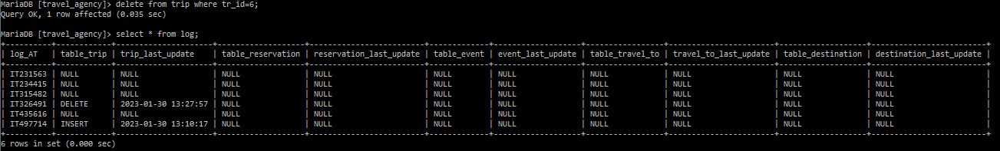 MariaDB [travel_agency]> delete from trip where tr_id=6;
Query OK, 1 row affected (0.035 sec)
MariaDB [travel_agency]> select * from log;
+----------+------------+---------------------+-------------------+-------------------------+-------------+-------------------+-----------------+-----------------------+-------------------+-------------------------+
| log_AT | table_trip | trip_last_update | table_reservation | reservation_last_update | table_event | event_last_update | table_travel_to | travel_to_last_update | table_destination | destination_last_update |
+----------+------------+---------------------+-------------------+-------------------------+-------------+-------------------+-----------------+-----------------------+-------------------+-------------------------+
| IT231563 | NULL | NULL | NULL | NULL | NULL | NULL | NULL | NULL | NULL | NULL |
| IT234415 | NULL | NULL | NULL | NULL | NULL | NULL | NULL | NULL | NULL | NULL |
| IT315482 | NULL | NULL | NULL | NULL | NULL | NULL | NULL | NULL | NULL | NULL |
| IT326491 | DELETE | 2023-01-30 13:27:57 | NULL | NULL | NULL | NULL | NULL | NULL | NULL | NULL |
| IT435616 | NULL | NULL | NULL | NULL | NULL | NULL | NULL | NULL | NULL | NULL |
| IT497714 | INSERT | 2023-01-30 13:10:17 | NULL | NULL | NULL | NULL | NULL | NULL | NULL | NULL |
+----------+------------+---------------------+-------------------+-------------------------+-------------+-------------------+-----------------+-----------------------+-------------------+-------------------------+
6 rows in set (0.000 sec)